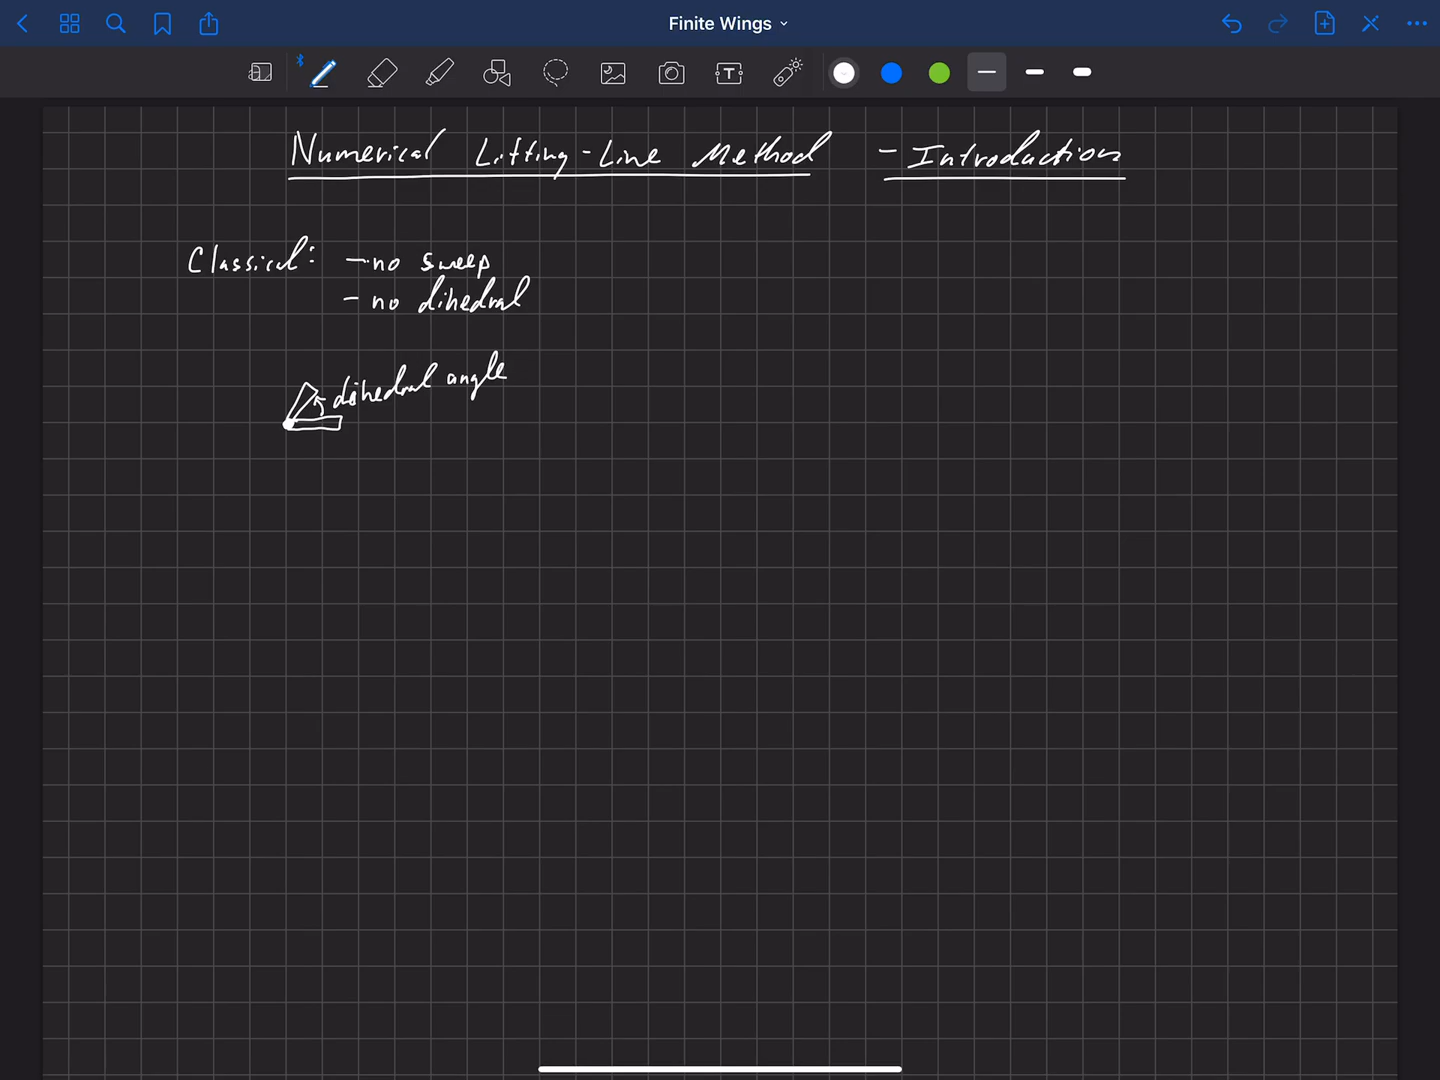 Finite Wings
Numerical Lifting-Line Method - Introduction
Classical: - no sweep
- no dihedral
dihedral angle